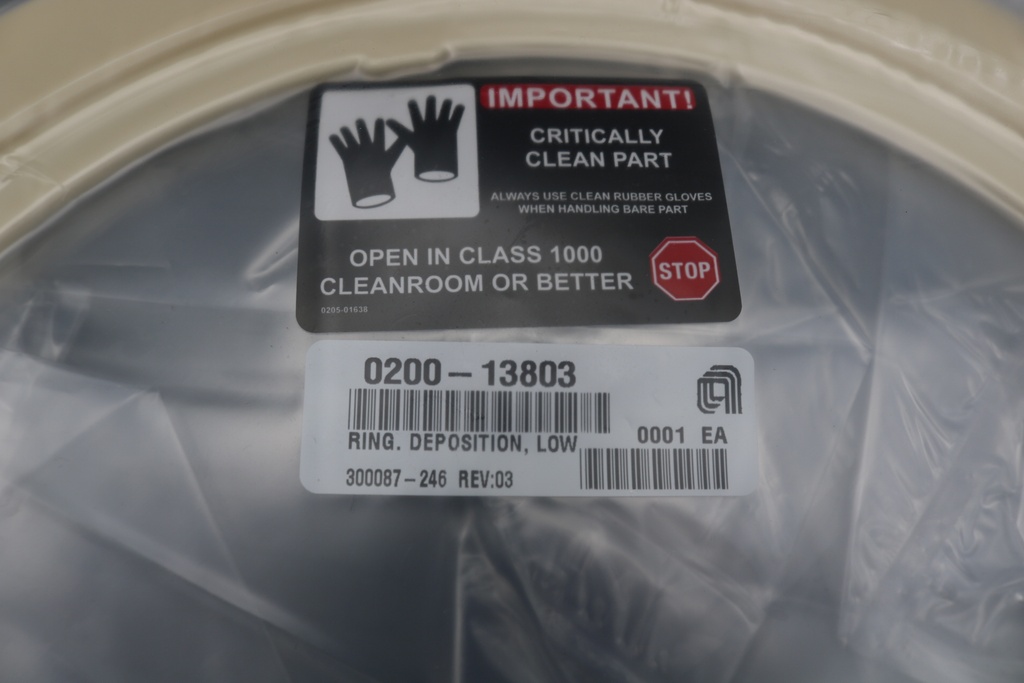 IMPORTANT!
CRITICALLY
CLEAN PART
ALWAYS USE CLEAN RUBBER GLOVES
WHEN HANDLING BARE PART
OPEN IN CLASS 1000
CLEANROOM OR BETTER
STOP
0205-01638
0200-13803
RING. DEPOSITION, LOW
0001 EA
300087-246 REV:03